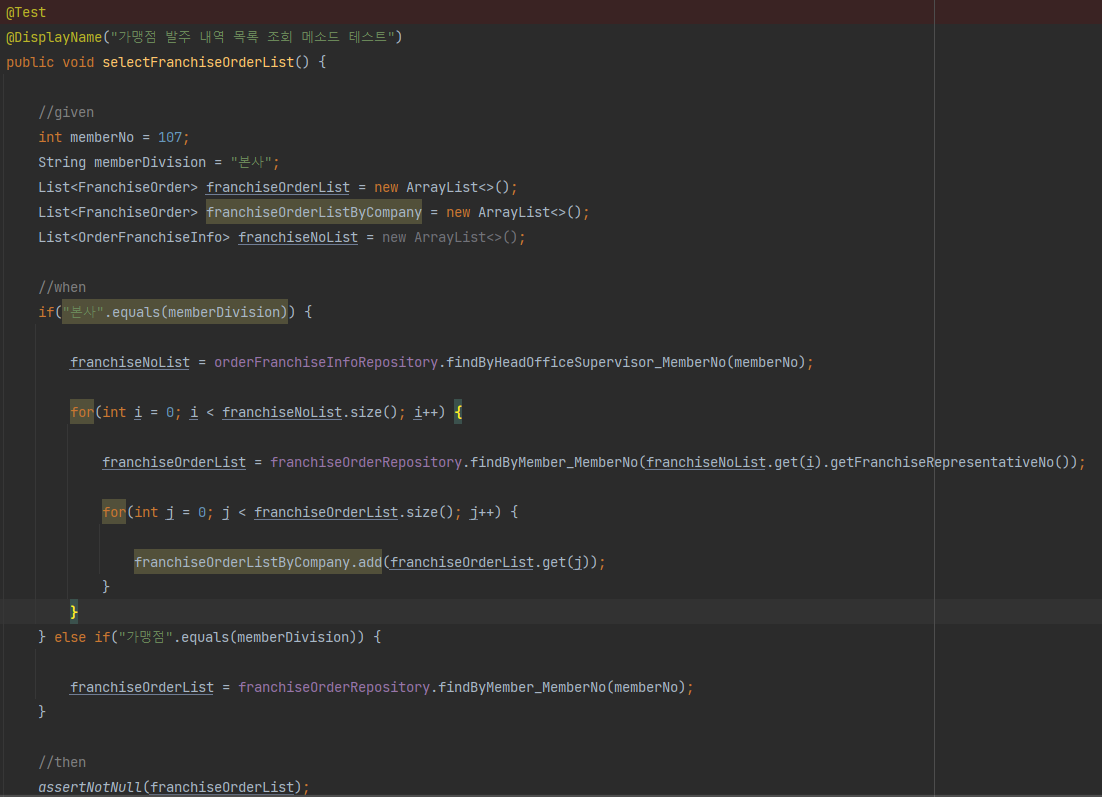 @Test
@DisplayName("가맹점 발주 내역 목록 조회 메소드 테스트")
public void selectFranchiseOrderList() {
//given
int memberNo = 107;
String memberDivision = "본사";
List<FranchiseOrder> franchiseOrderList = new ArrayList<>();
List<FranchiseOrder> franchiseOrderListByCompany = new ArrayList<>();
List<OrderFranchiseInfo> franchiseNoList = new ArrayList<>();
//when
if("본사".equals(memberDivision)) {
franchiseNoList = orderFranchiseInfoRepository.findByHeadOfficeSupervisor_MemberNo(memberNo);
for(int i = 0; i < franchiseNoList.size(); i++) {
franchiseOrderList = franchiseOrderRepository.findByMember_MemberNo(franchiseNoList.get(i).getFranchiseRepresentativeNo());
for(int j = 0; j < franchiseOrderList.size(); j++) {
franchiseOrderListByCompany.add(franchiseOrderList.get(j));
}
}
} else if("가맹점".equals(memberDivision)) {
franchiseOrderList = franchiseOrderRepository.findByMember_MemberNo(memberNo);
}
//then
assertNotNull(franchiseOrderList);